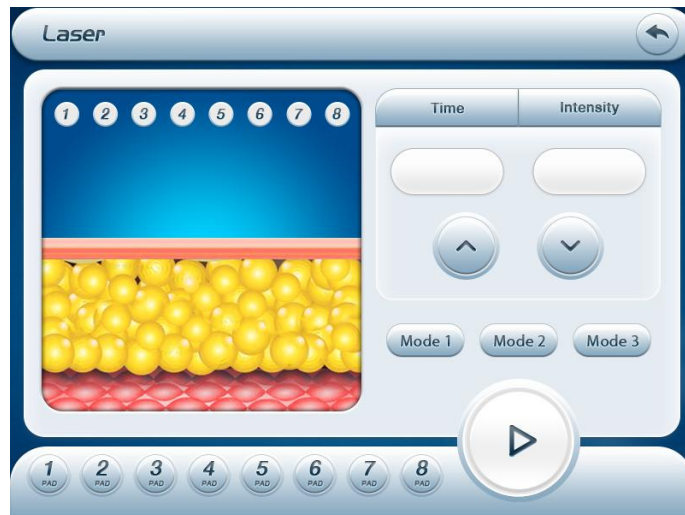 Laser
1 2 3 4 5 6 7 8
Time Intensity
Mode 1 Mode 2 Mode 3
1 2 3 4 5 6 7 8
PAD PAD PAD PAD PAD PAD PAD PAD